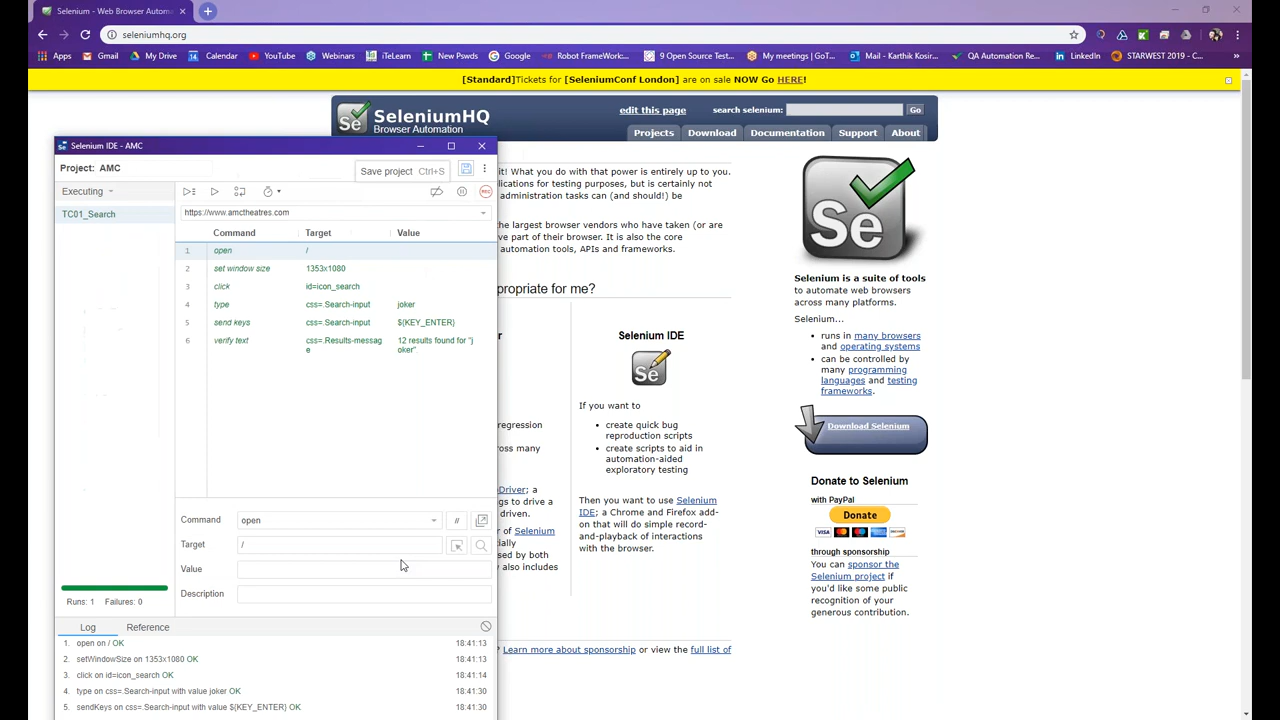 Selenium - Web Browser Automat
seleniumhq.org
Apps
Gmail
My Drive
Calendar
YouTube
Webinars
iTeLearn
New Pswds
Google
Robot FrameWork:...
9 Open Source Test...
My meetings | GoT...
Mail - Karthik Kosir...
QA Automation Re...
LinkedIn
STARWEST 2019 - C...
»
[Standard]Tickets for [SeleniumConf London] are on sale NOW Go HERE!
SeleniumHQ
Browser Automation
edit this page
search selenium:
Go
Projects
Download
Documentation
Support
About
Selenium IDE - AMC
Project: AMC
Save project Ctrl+S
Executing
REC
TC01_Search
https://www.amctheatres.com
Command Target Value
1 open /
2 set window size 1353x1080
3 click id=icon_search
4 type css=.Search-input joker
5 send keys css=.Search-input ${KEY_ENTER}
6 verify text css=.Results-messag 12 results found for "j
e oker"
Command open //
Target /
Value
Description
Runs: 1 Failures: 0
Log Reference
1. open on / OK 18:41:13
2. setWindowSize on 1353x1080 OK 18:41:13
3. click on id=icon_search OK 18:41:14
4. type on css=.Search-input with value joker OK 18:41:30
5. sendKeys on css=.Search-input with value ${KEY_ENTER} OK 18:41:30
it! What you do with that power is entirely up to you.
plications for testing purposes, but is certainly not
administration tasks can (and should!) be
the largest browser vendors who have taken (or are
ve part of their browser. It is also the core
automation tools, APIs and frameworks.
propriate for me?
r
egression
cross many
Driver; a
gs to drive a
driven.
r of Selenium
ially
sed by both
also includes
Selenium IDE
Se
If you want to
create quick bug
reproduction scripts
create scripts to aid in
automation-aided
exploratory testing
Then you want to use Selenium
IDE; a Chrome and Firefox add-
on that will do simple record-
and-playback of interactions
with the browser.
? Learn more about sponsorship or view the full list of
Se
Selenium is a suite of tools
to automate web browsers
across many platforms.
Selenium...
runs in many browsers
and operating systems
can be controlled by
many programming
languages and testing
frameworks.
Download Selenium
Donate to Selenium
with PayPal
Donate
VISA
through sponsorship
You can sponsor the
Selenium project if
you'd like some public
recognition of your
generous contribution.